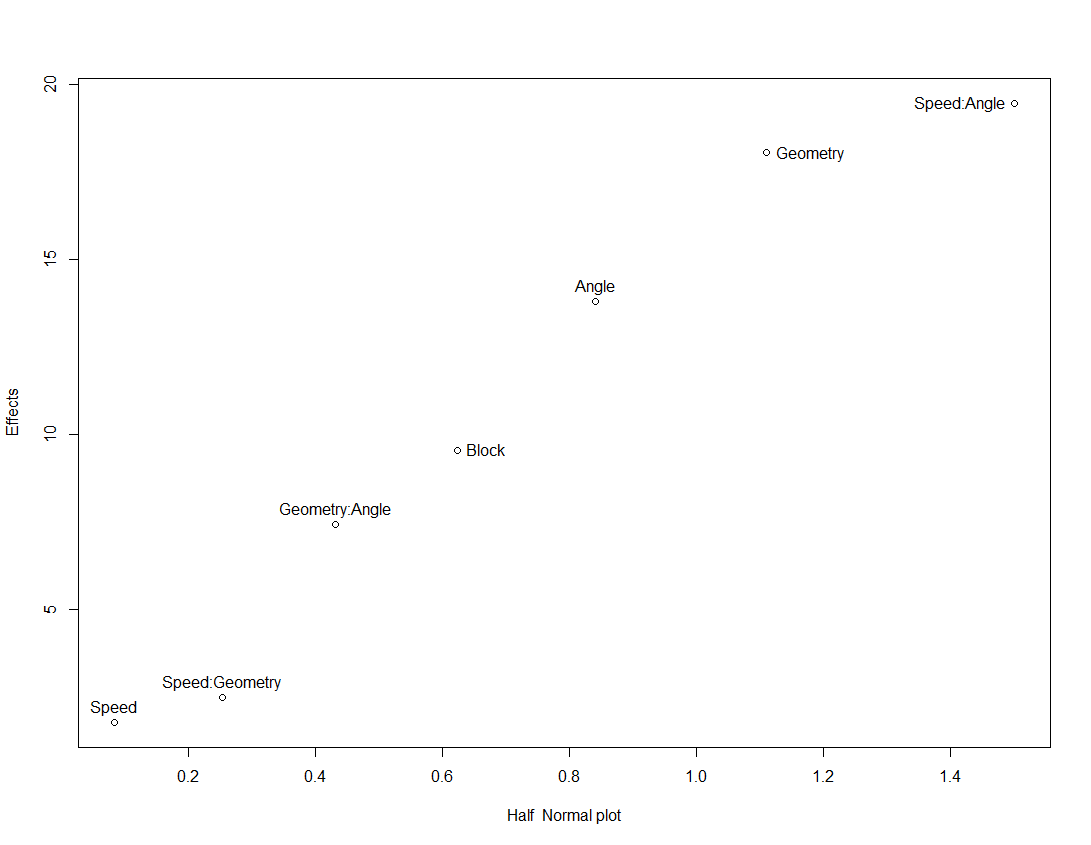 20
15
10
5
Effects
Speed:Angle
Geometry
Angle
Block
Geometry:Angle
Speed:Geometry
Speed
0.2 0.4 0.6 0.8 1.0 1.2 1.4
Half  Normal plot